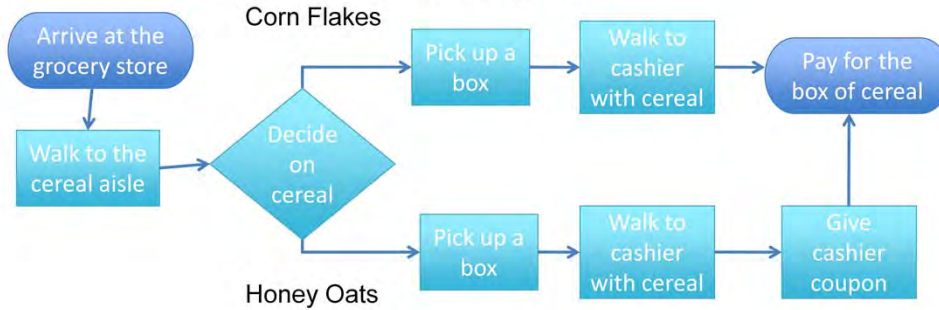 Corn Flakes
Arrive at the
grocery store
Walk to the
cereal aisle
Decide
on
cereal
Pick up a
box
Walk to
cashier
with cereal
Pay for the
box of cereal
Honey Oats
Pick up a
box
Walk to
cashier
with cereal
Give
cashier
coupon